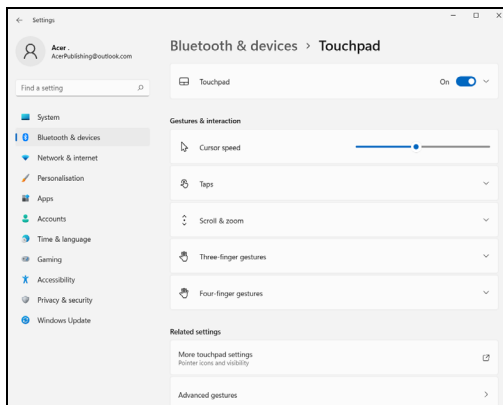 Settings
Acer .
AcerPublishing@outlook.com
Find a setting
System
Bluetooth & devices
Network & internet
Personalisation
Apps
Accounts
Time & language
Gaming
Accessibility
Privacy & security
Windows Update
Bluetooth & devices > Touchpad
Touchpad On
Gestures & interaction
Cursor speed
Taps
Scroll & zoom
Three-finger gestures
Four-finger gestures
Related settings
More touchpad settings
Pointer icons and visibility
Advanced gestures